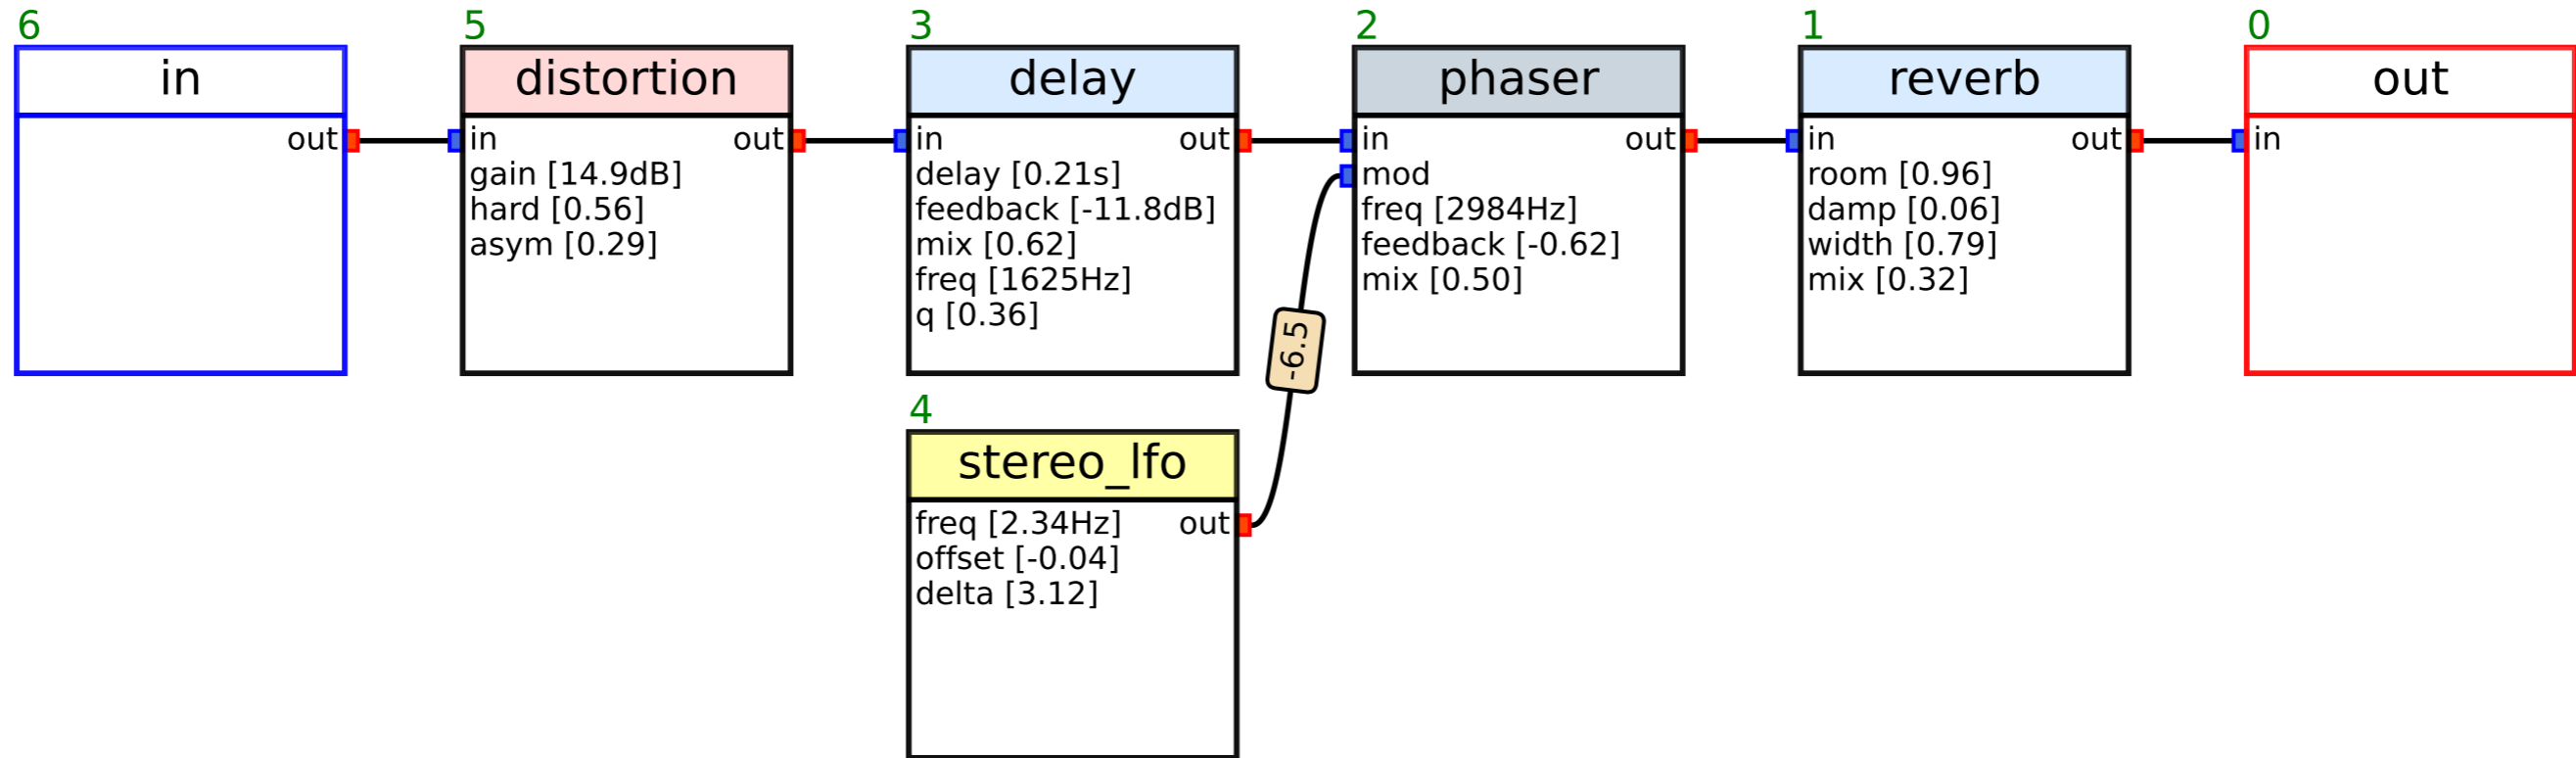 6
in
out
5
distortion
in out
gain [14.9dB]
hard [0.56]
asym [0.29]
3
delay
in out
delay [0.21s]
feedback [-11.8dB]
mix [0.62]
freq [1625Hz]
q [0.36]
-6.5
2
phaser
in out
mod
freq [2984Hz]
feedback [-0.62]
mix [0.50]
1
reverb
in out
room [0.96]
damp [0.06]
width [0.79]
mix [0.32]
0
out
in
4
stereo_lfo
freq [2.34Hz] out
offset [-0.04]
delta [3.12]